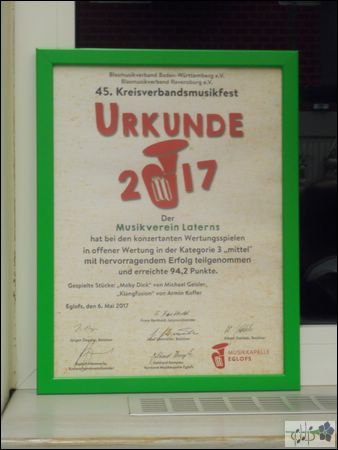 Blasmusikverband Baden-Württemberg e.V.
Blasmusikverband Ravensburg e.V.
45. Kreisverbandsmusikfest
URKUNDE
2017
Der
Musikverein Laterns
hat bei den konzertanten Wertungsspielen
in offener Wertung in der Kategorie 3 „mittel"
mit hervorragendem Erfolg teilgenommen
und erreichte 94,2 Punkte.
Gespielte Stücke: „Moby Dick" von Michael Geisler,
„Klangfusion" von Armin Kofler
Eglofs, den 6. Mai 2017
MUSIKKAPELLE
EGLOFS